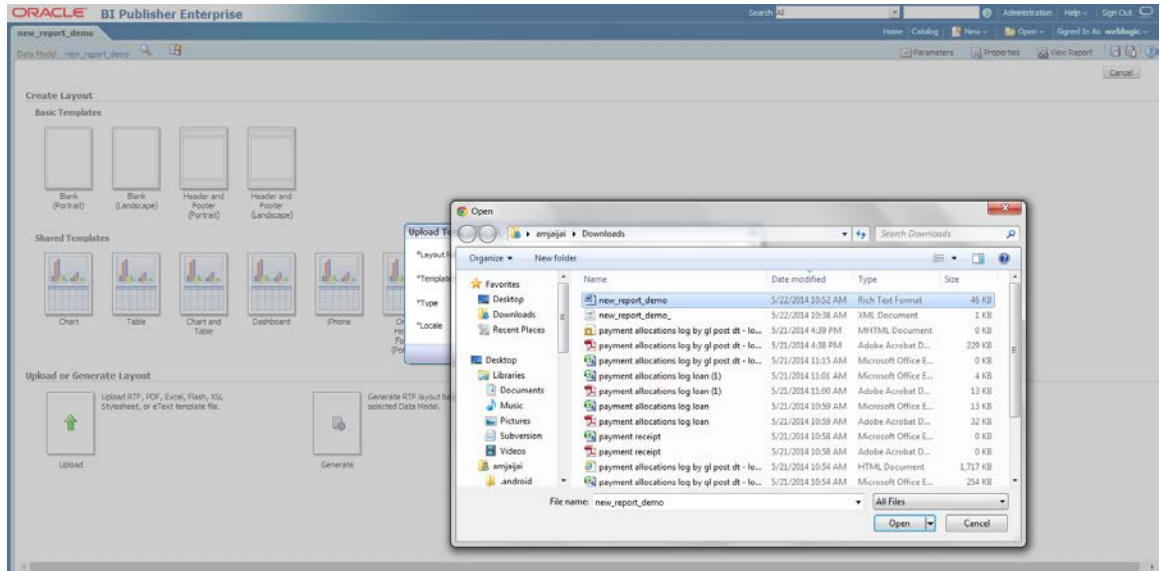 ORACLE BI Publisher Enterprise
Search All
Administration Help Sign Out
new_report_demo
Home Catalog New Open Signed In As weblogic
Data Model new_report_demo
Parameters Properties View Report
Cancel
Create Layout
Basic Templates
Blank (Portrait)
Blank (Landscape)
Header and Footer (Portrait)
Header and Footer (Landscape)
Shared Templates
Chart
Table
Chart and Table
Dashboard
iPhone
Upload or Generate Layout
Upload RTF, PDF, Excel, Flash, XSL Stylesheet, or eText template file.
Upload
Generate RTF layout
selected Data Model.
Generate
Upload
*Layout
*Template
*Type
*Locale
Open
amjaijai Downloads
Search Downloads
Organize New folder
Favorites
Desktop
Downloads
Recent Places
Desktop
Libraries
Documents
Music
Pictures
Subversion
Videos
amjaijai
.android
Name Date modified Type Size
new_report_demo 5/22/2014 10:52 AM Rich Text Format 46 KB
new_report_demo_ 5/22/2014 10:38 AM XML Document 1 KB
payment allocations log by gl post dt - lo... 5/21/2014 4:39 PM MHTML Document 0 KB
payment allocations log by gl post dt - lo... 5/21/2014 4:38 PM Adobe Acrobat D... 229 KB
payment allocations log by gl post dt - lo... 5/21/2014 11:15 AM Microsoft Office E... 0 KB
payment allocations log loan (1) 5/21/2014 11:01 AM Microsoft Office E... 4 KB
payment allocations log loan (1) 5/21/2014 11:00 AM Adobe Acrobat D... 13 KB
payment allocations log loan 5/21/2014 10:59 AM Microsoft Office E... 13 KB
payment allocations log loan 5/21/2014 10:59 AM Adobe Acrobat D... 32 KB
payment receipt 5/21/2014 10:58 AM Microsoft Office E... 0 KB
payment receipt 5/21/2014 10:58 AM Adobe Acrobat D... 0 KB
payment allocations log by gl post dt - lo... 5/21/2014 10:54 AM HTML Document 1,717 KB
payment allocations log by gl post dt - lo... 5/21/2014 10:54 AM Microsoft Office E... 254 KB
File name: new_report_demo
All Files
Open Cancel